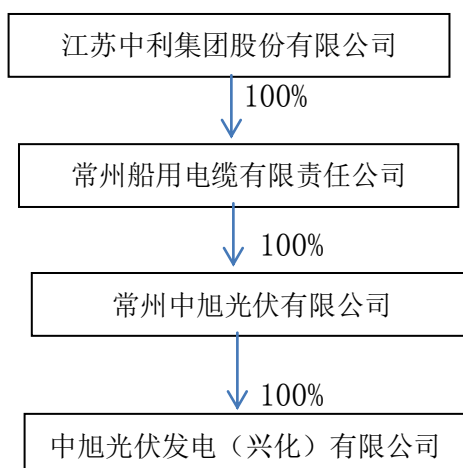 江苏中利集团股份有限公司
100%
常州船用电缆有限责任公司
100%
常州中旭光伏有限公司
100%
中旭光伏发电（兴化）有限公司